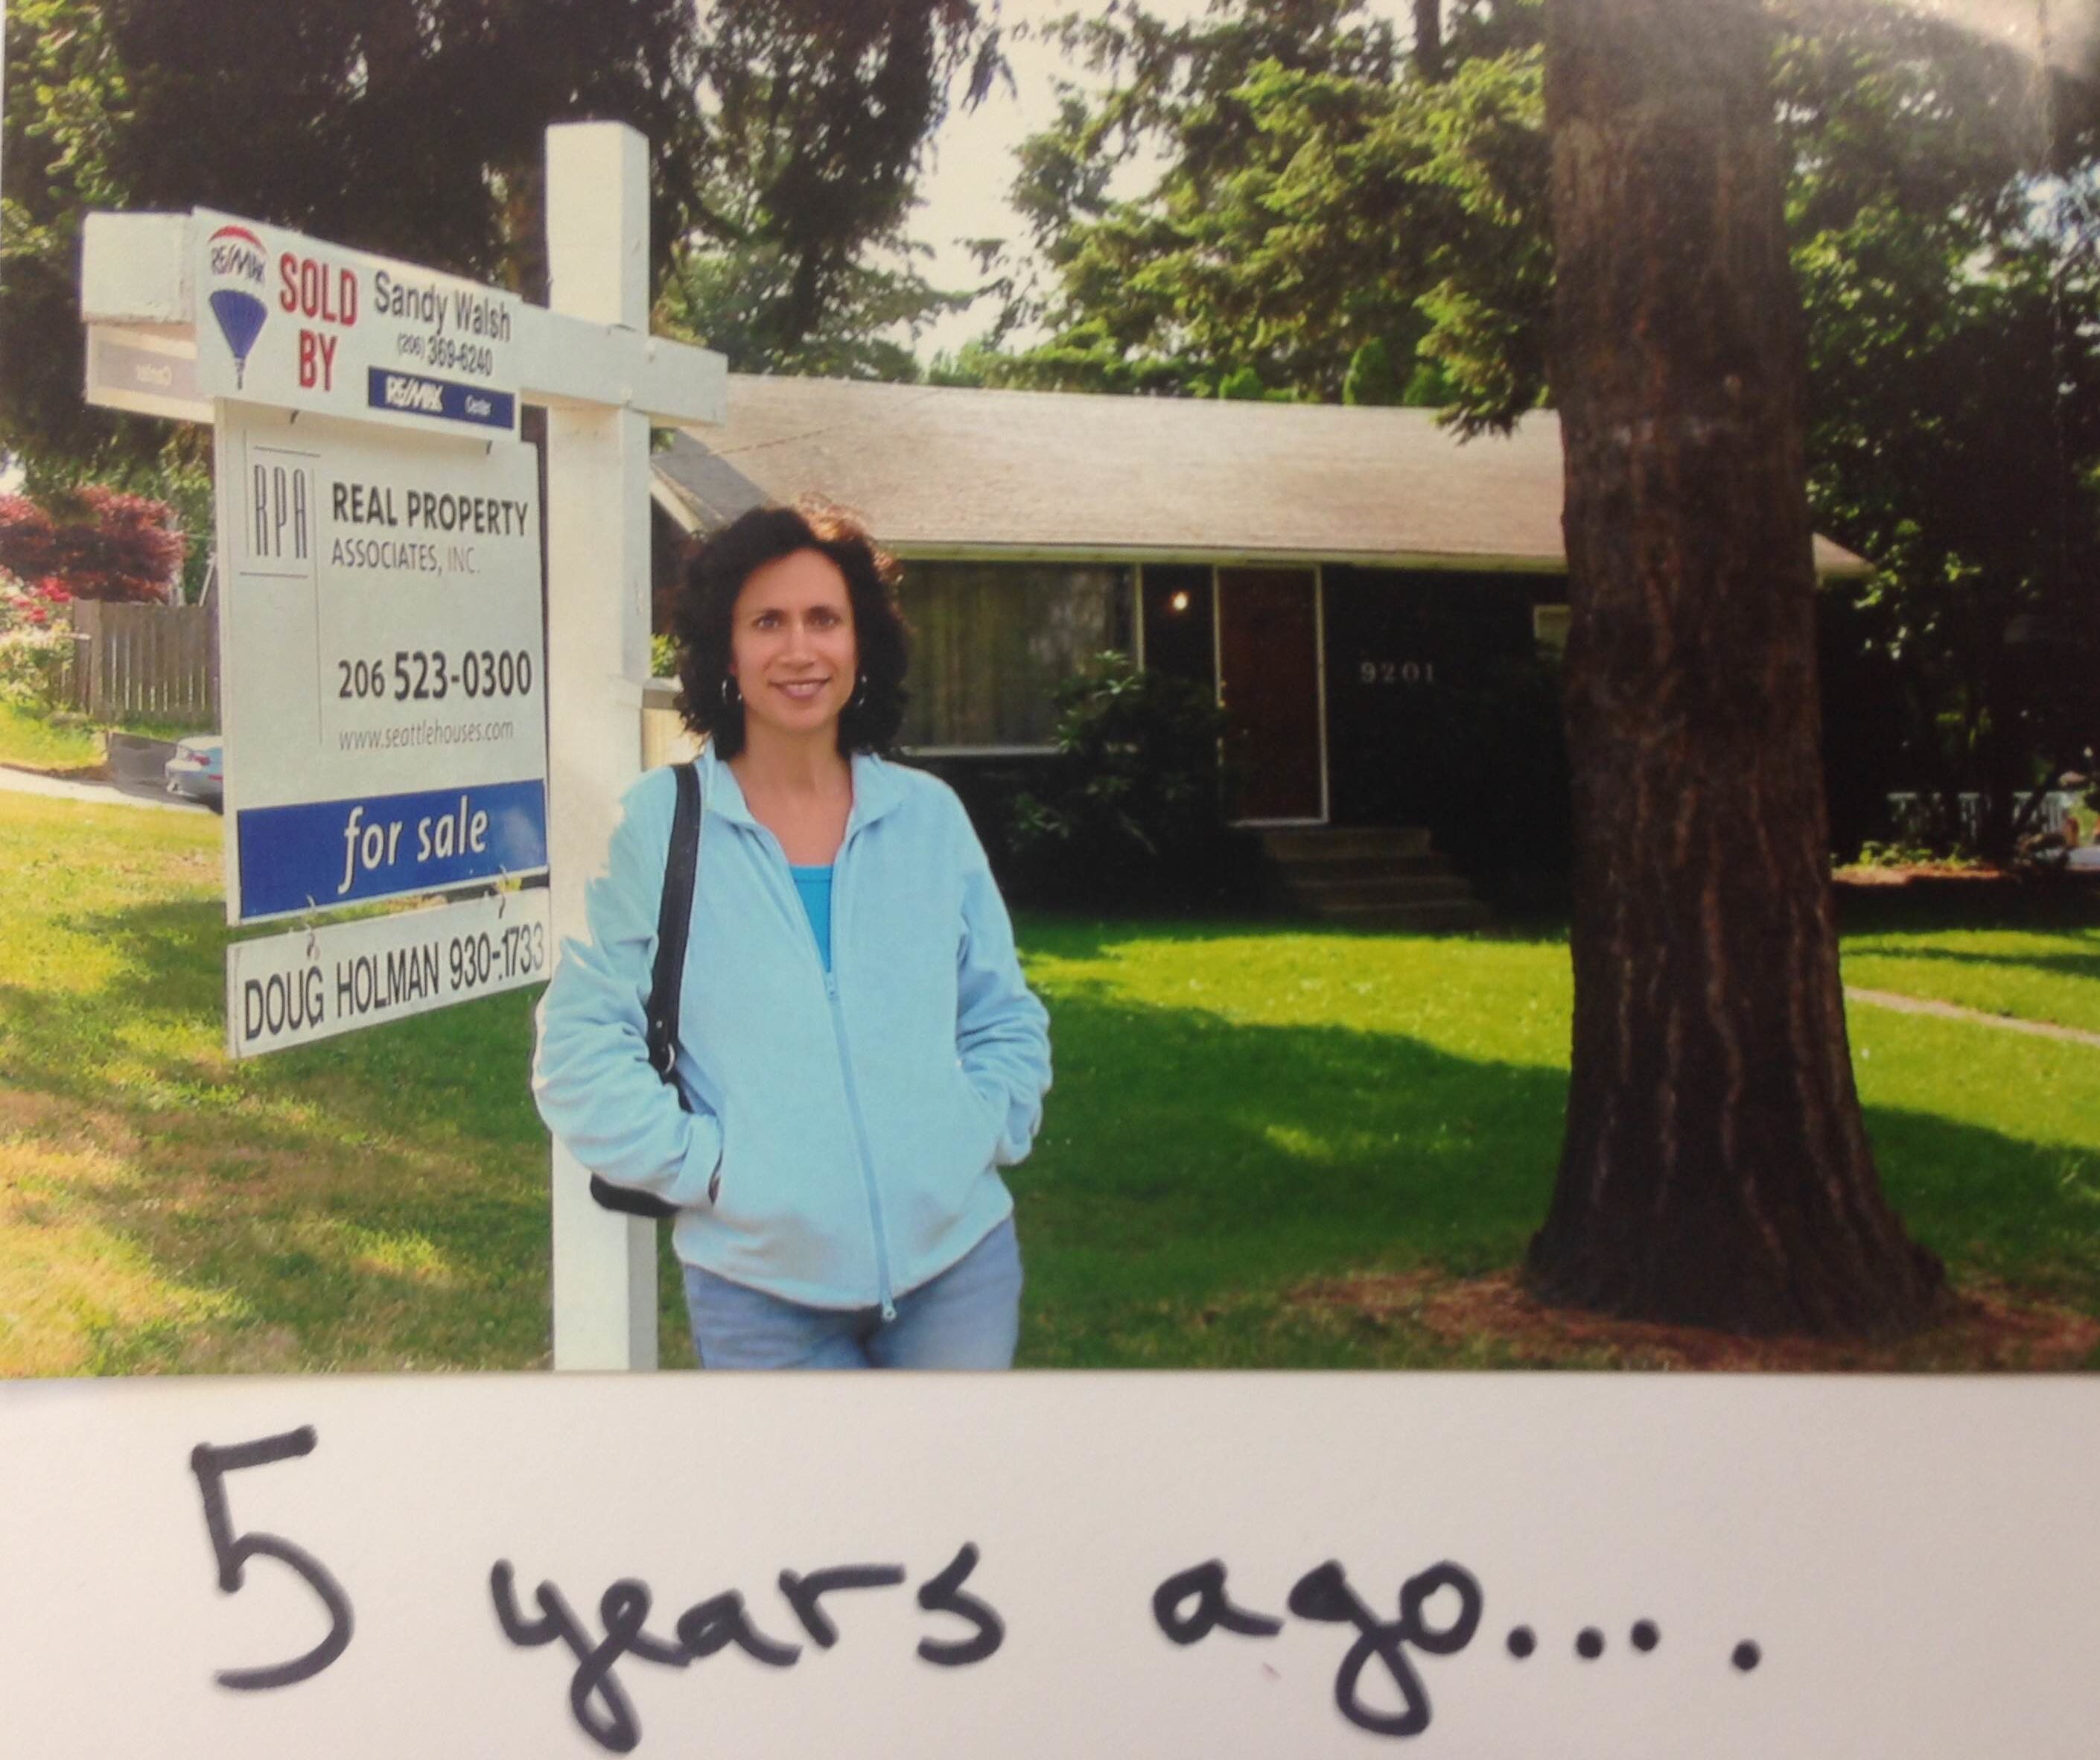 RE/MAX
SOLD
BY
Sandy Walsh
(206) 369-6240
RE/MAX Center
RPA
REAL PROPERTY
ASSOCIATES, INC.
206 523-0300
www.seattlehouses.com
for sale
DOUG HOLMAN 930-1733
9201
5 years ago.....